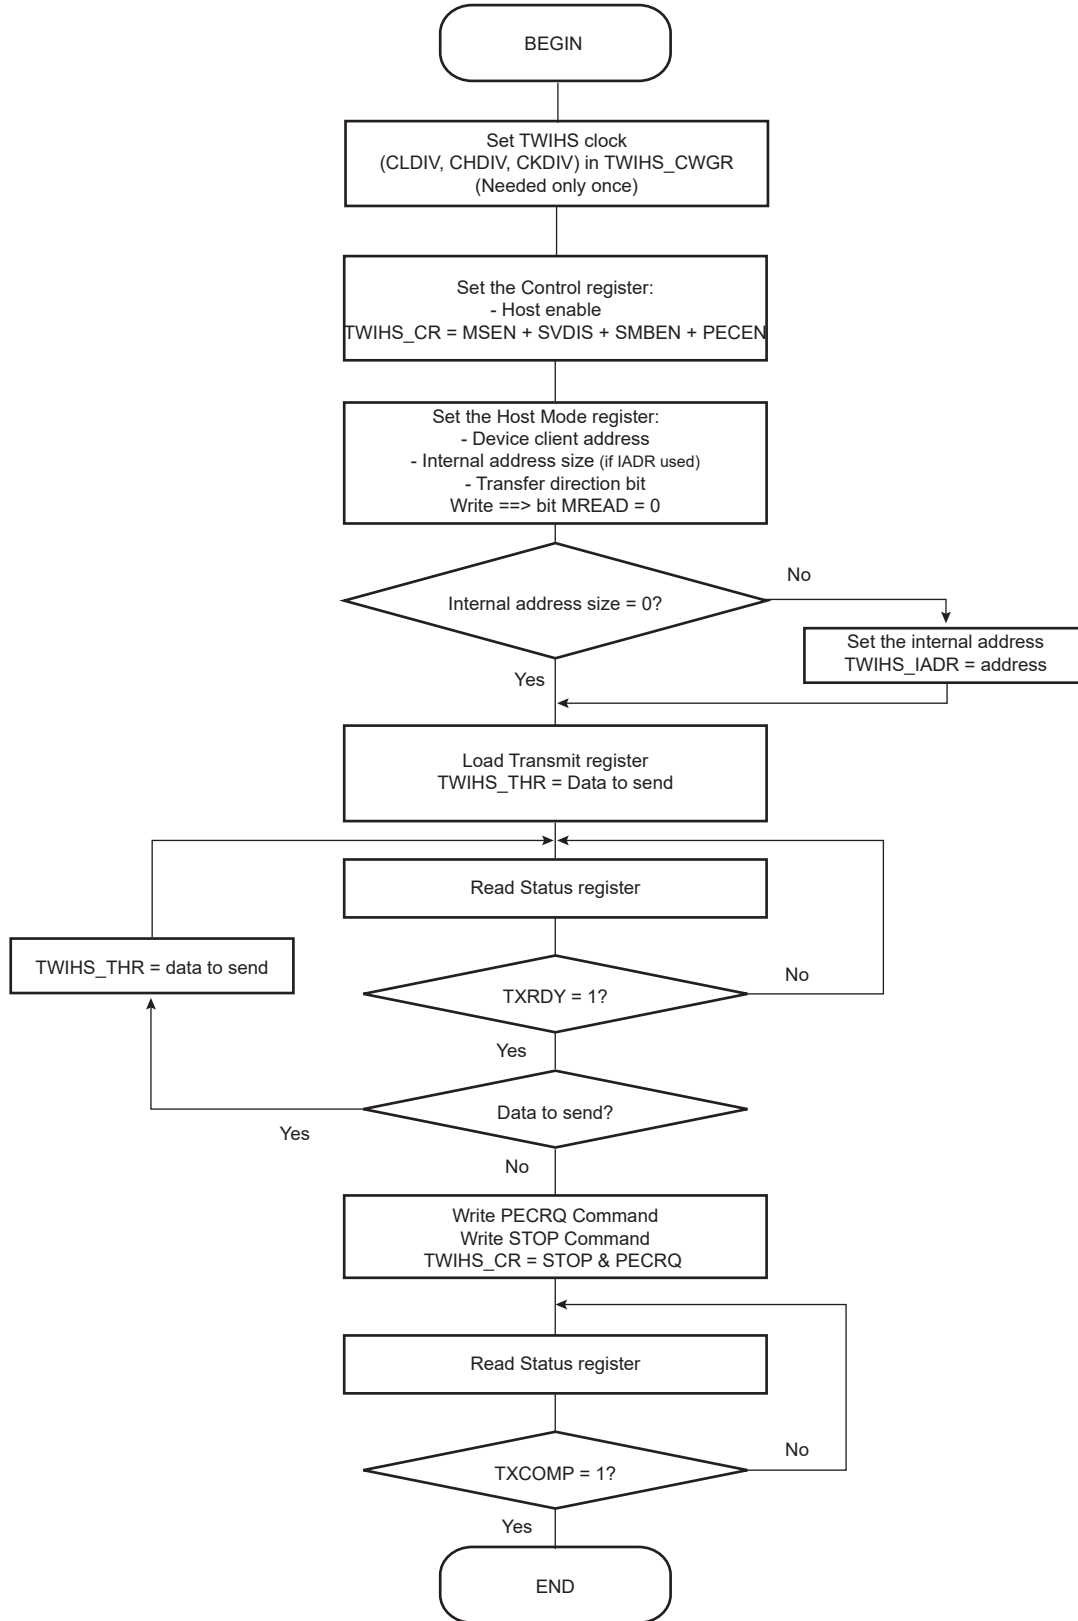 BEGIN
Set TWIHS clock
(CLDIV, CHDIV, CKDIV) in TWIHS_CWGR
(Needed only once)
Set the Control register:
- Host enable
TWIHS_CR = MSEN + SVDIS + SMBEN + PECEN
Set the Host Mode register:
- Device client address
- Internal address size (if IADR used)
- Transfer direction bit
Write ==> bit MREAD = 0
Internal address size = 0?
No
Set the internal address
TWIHS_IADR = address
Yes
Load Transmit register
TWIHS_THR = Data to send
Read Status register
TWIHS_THR = data to send
TXRDY = 1?
No
Yes
Data to send?
Yes
No
Write PECRQ Command
Write STOP Command
TWIHS_CR = STOP & PECRQ
Read Status register
TXCOMP = 1?
No
Yes
END